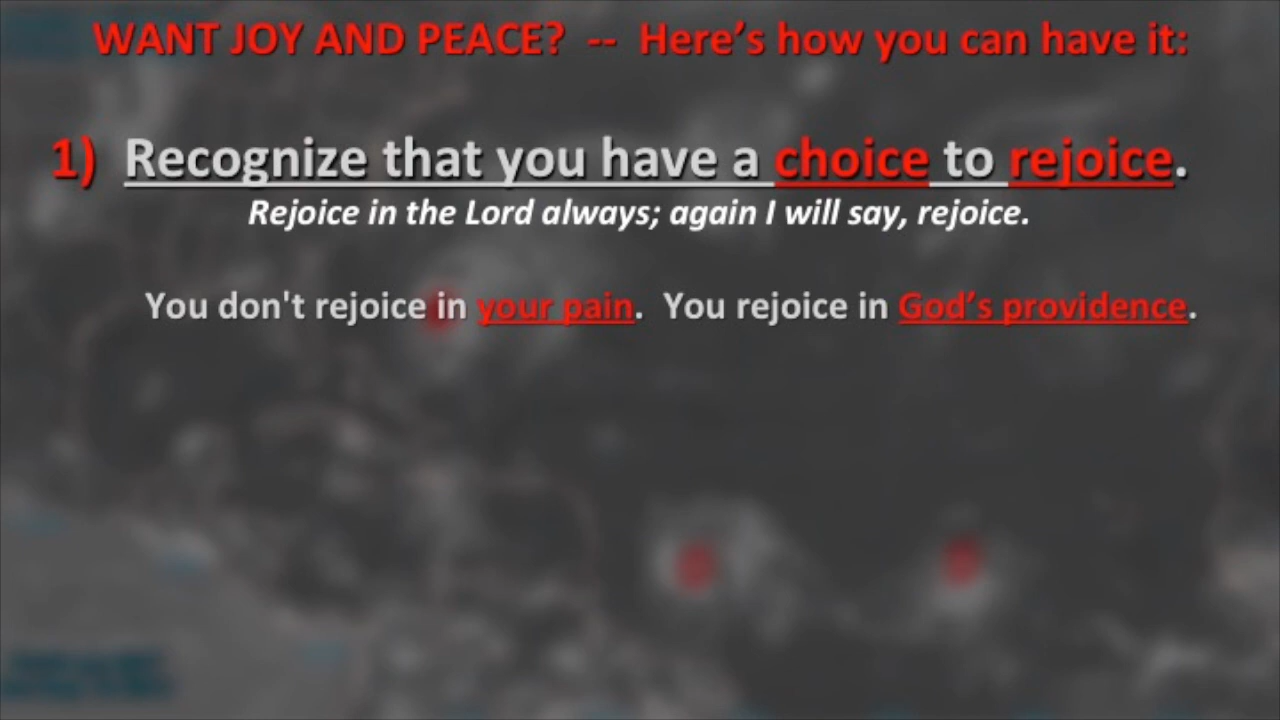 WANT JOY AND PEACE? -- Here’s how you can have it:
1) Recognize that you have a choice to rejoice.
Rejoice in the Lord always; again I will say, rejoice.
You don't rejoice in your pain. You rejoice in God’s providence.